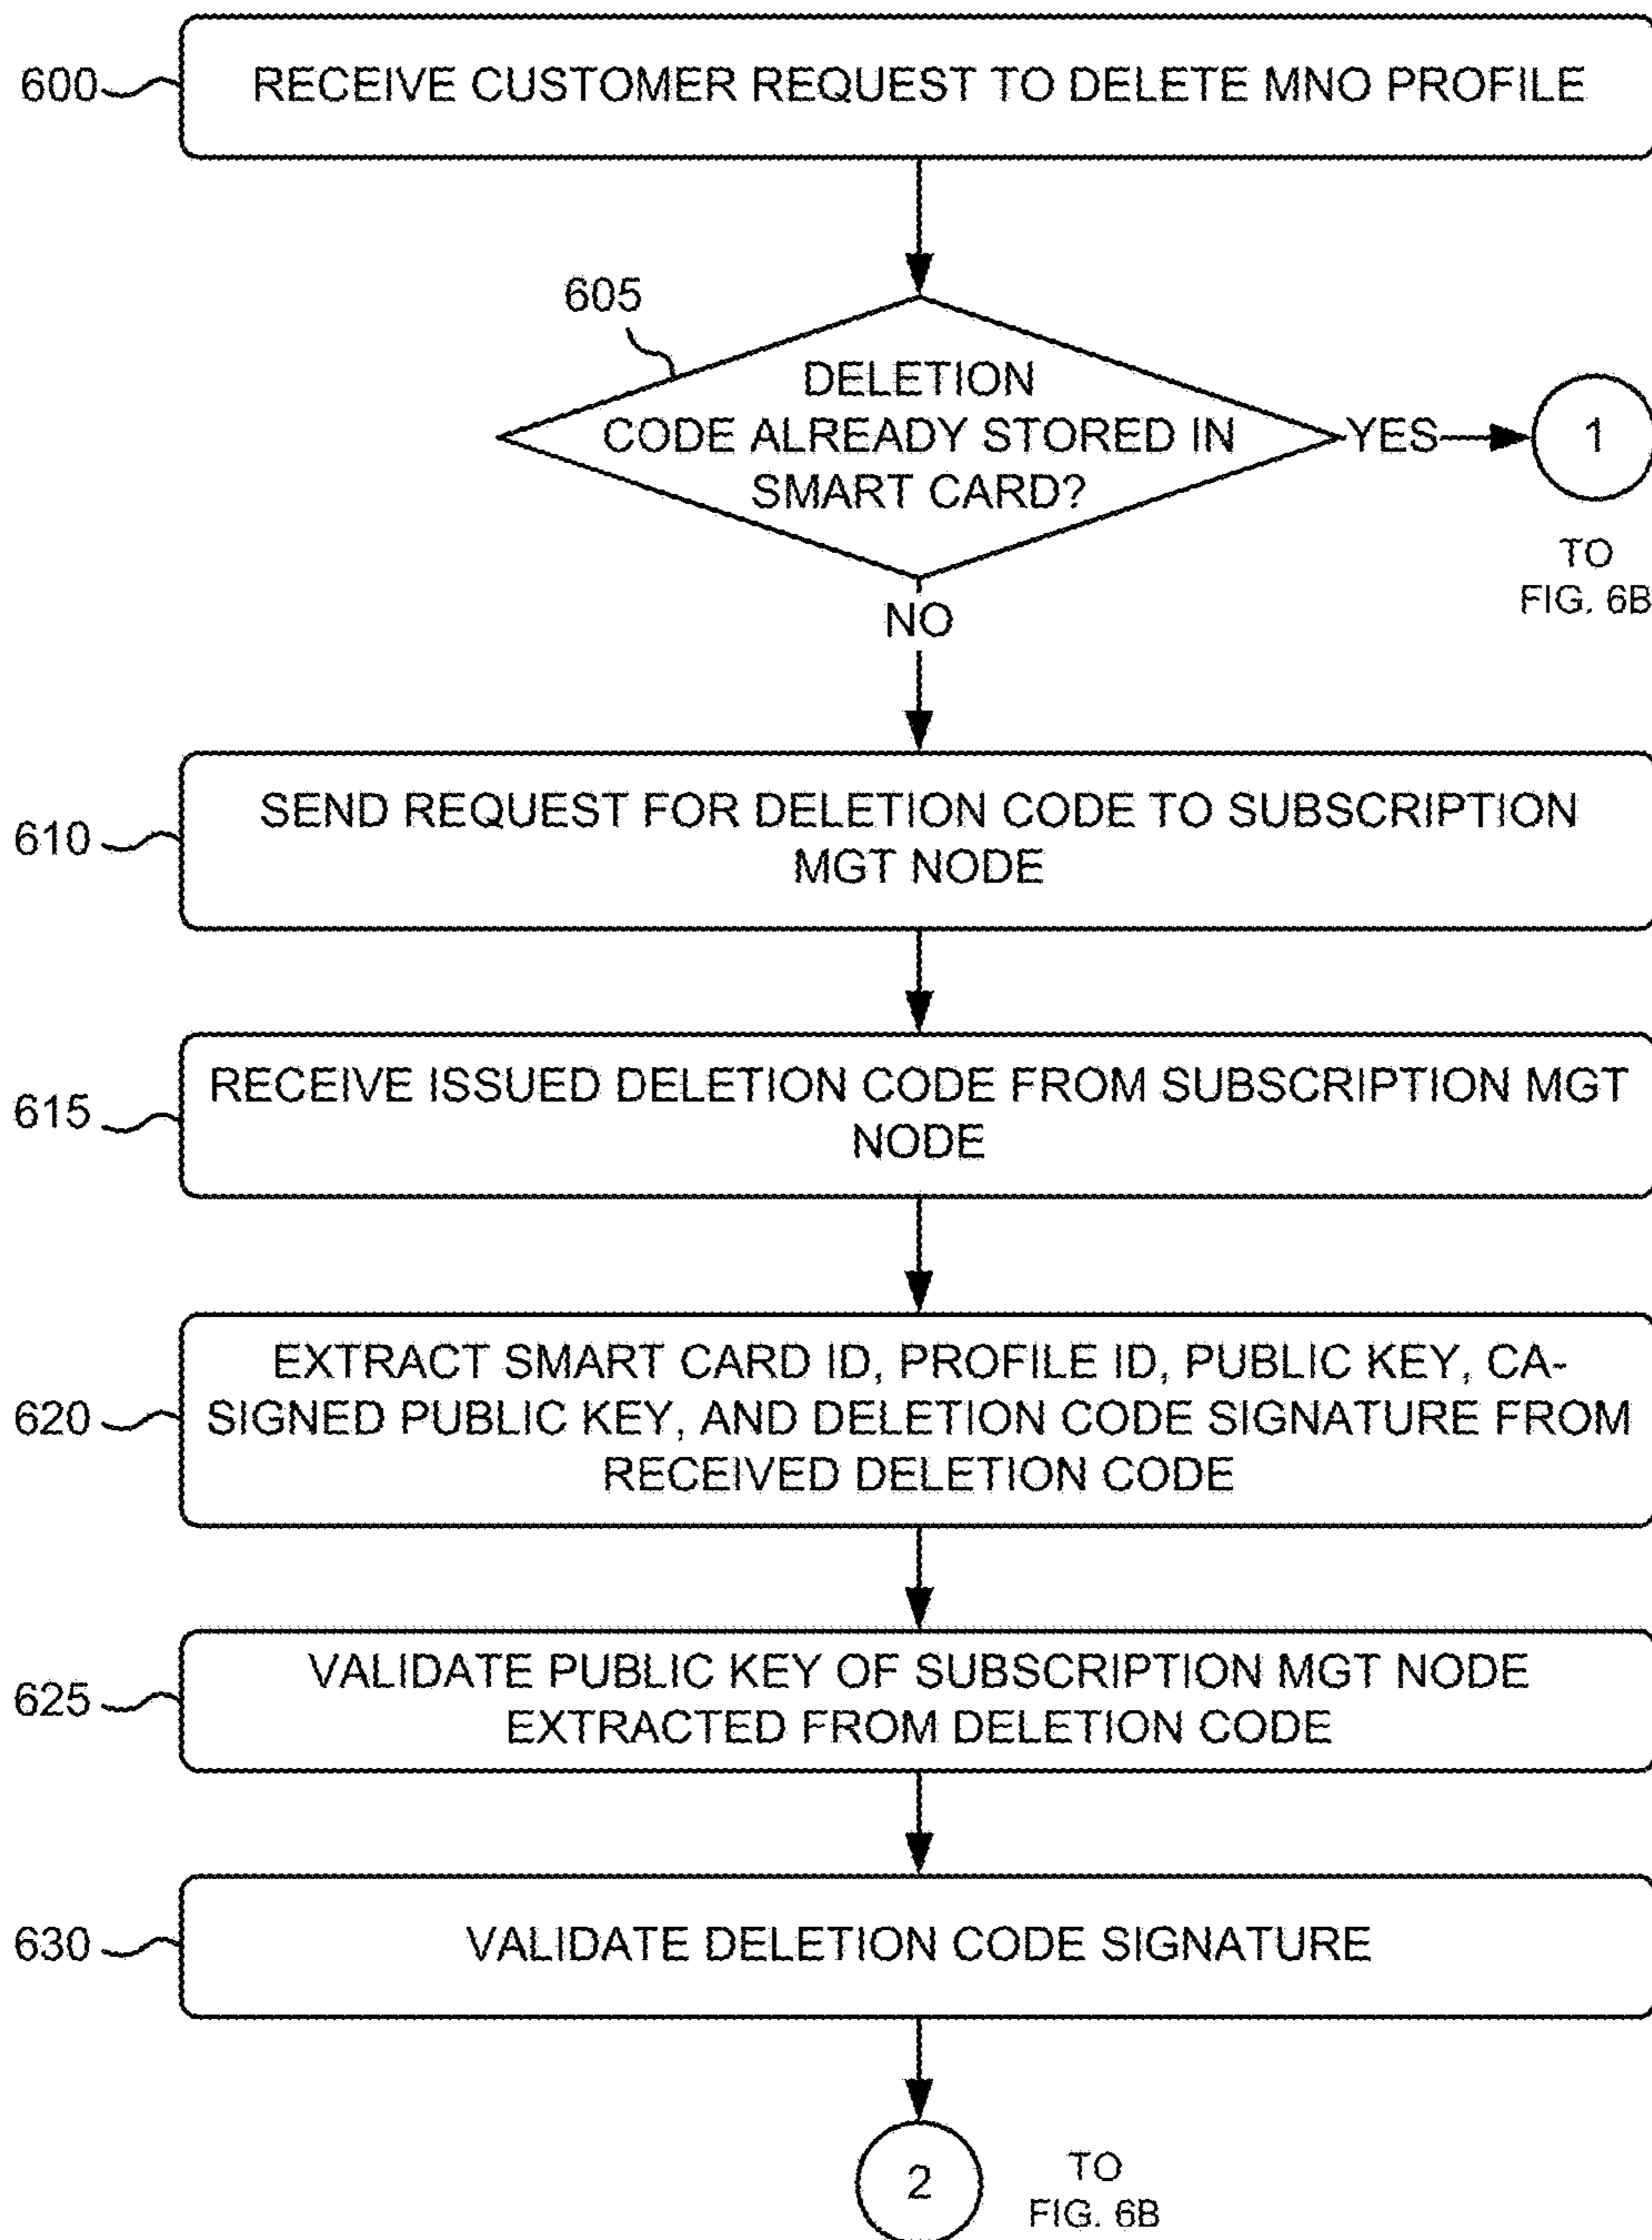 600
RECEIVE CUSTOMER REQUEST TO DELETE MNO PROFILE
605
DELETION
CODE ALREADY STORED IN
SMART CARD?
YES
1
TO
FIG. 6B
NO
610
SEND REQUEST FOR DELETION CODE TO SUBSCRIPTION
MGT NODE
615
RECEIVE ISSUED DELETION CODE FROM SUBSCRIPTION MGT
NODE
620
EXTRACT SMART CARD ID, PROFILE ID, PUBLIC KEY, CA-
SIGNED PUBLIC KEY, AND DELETION CODE SIGNATURE FROM
RECEIVED DELETION CODE
625
VALIDATE PUBLIC KEY OF SUBSCRIPTION MGT NODE
EXTRACTED FROM DELETION CODE
630
VALIDATE DELETION CODE SIGNATURE
2
TO
FIG. 6B